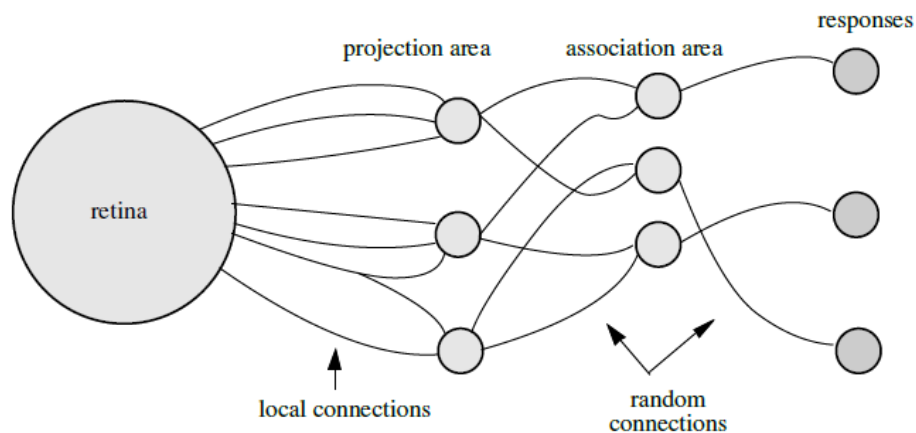 responses
projection area
association area
retina
local connections
random
connections